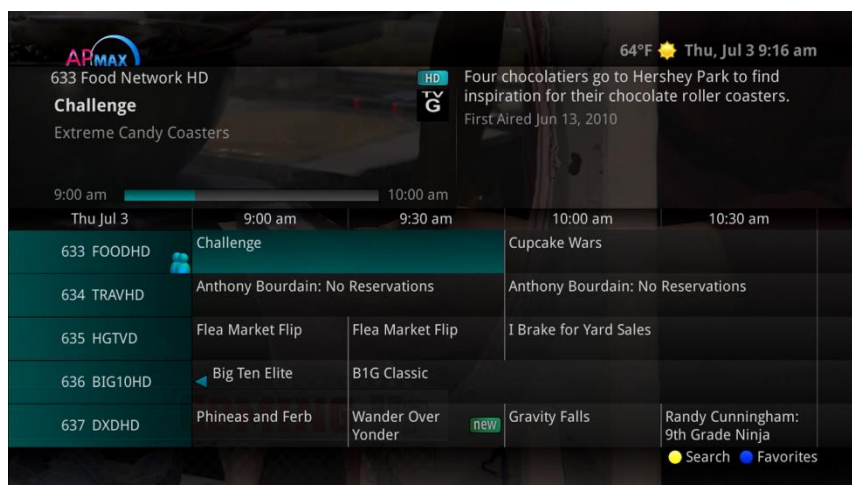 APMAX
64°F Thu, Jul 3 9:16 am
633 Food Network HD
HD
Four chocolatiers go to Hershey Park to find
inspiration for their chocolate roller coasters.
Challenge
TV
G
First Aired Jun 13, 2010
Extreme Candy Coasters
9:00 am 10:00 am
Thu Jul 3 9:00 am 9:30 am 10:00 am 10:30 am
633 FOODHD Challenge Cupcake Wars
634 TRAVHD Anthony Bourdain: No Reservations Anthony Bourdain: No Reservations
635 HGTVD Flea Market Flip Flea Market Flip I Brake for Yard Sales
636 BIG10HD Big Ten Elite B1G Classic
637 DXDHD Phineas and Ferb Wander Over Yonder new Gravity Falls Randy Cunningham: 9th Grade Ninja
Search Favorites